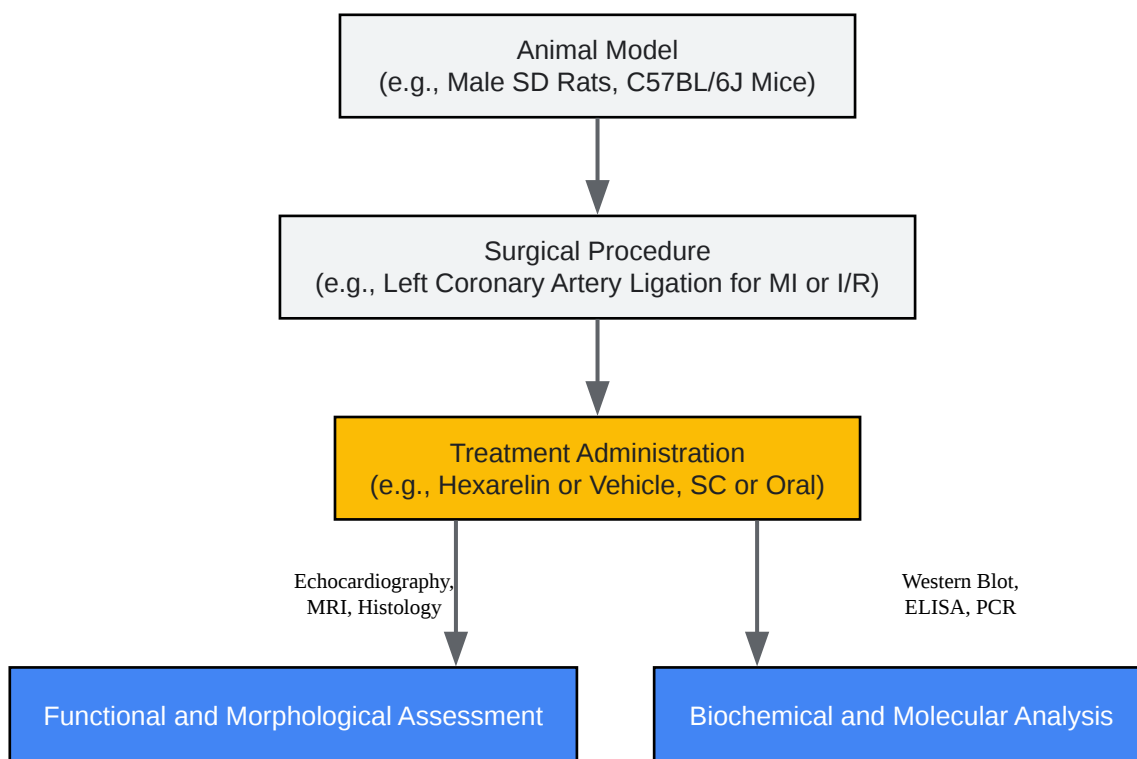 Animal Model
(e.g., Male SD Rats, C57BL/6J Mice)
Surgical Procedure
(e.g., Left Coronary Artery Ligation for MI or I/R)
Treatment Administration
(e.g., Hexarelin or Vehicle, SC or Oral)
Echocardiography,
MRI, Histology
Western Blot,
ELISA, PCR
Functional and Morphological Assessment
Biochemical and Molecular Analysis